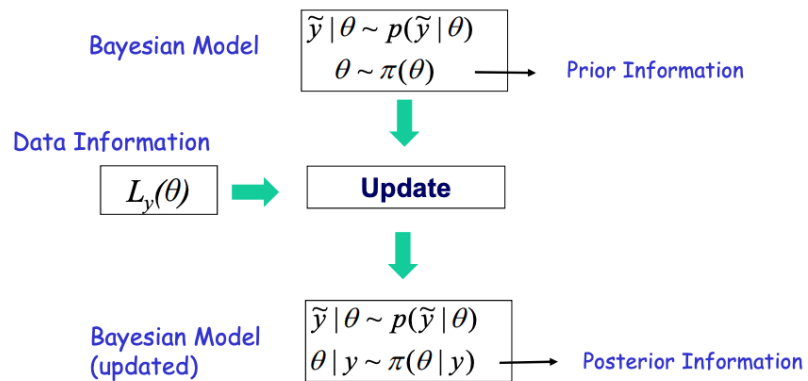 Bayesian Model
ỹ | θ ~ p(ỹ | θ)
θ ~ π(θ)
Prior Information
Data Information
L_y(θ)
Update
Bayesian Model
(updated)
ỹ | θ ~ p(ỹ | θ)
θ | y ~ π(θ | y)
Posterior Information